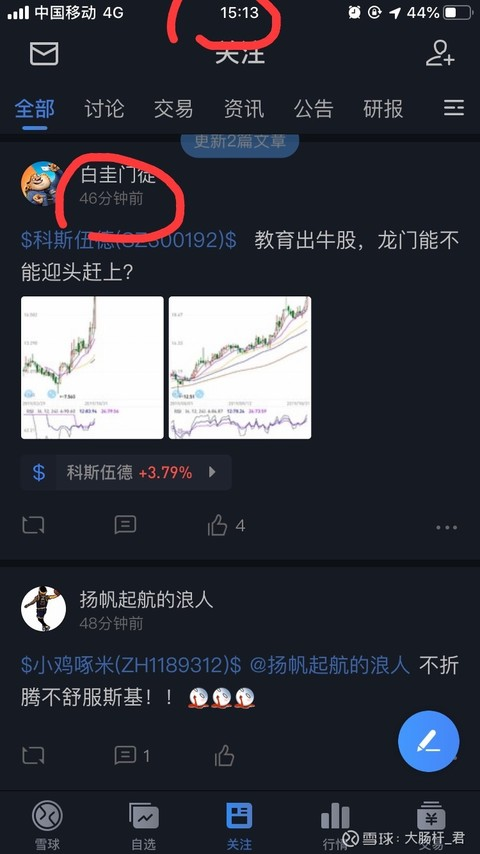 中国移动 4G 15:13 44%
关注
全部 讨论 交易 资讯 公告 研报
更新2篇文章
白圭门徒
46分钟前
$科斯伍德(SZ300192)$ 教育出牛股，龙门能不
能迎头赶上？
科斯伍德 +3.79%
4
扬帆起航的浪人
48分钟前
$小鸡啄米(ZH1189312)$ @扬帆起航的浪人 不折
腾不舒服斯基！！
1
雪球 自选 关注 行情 交易
雪球：大肠杆_君